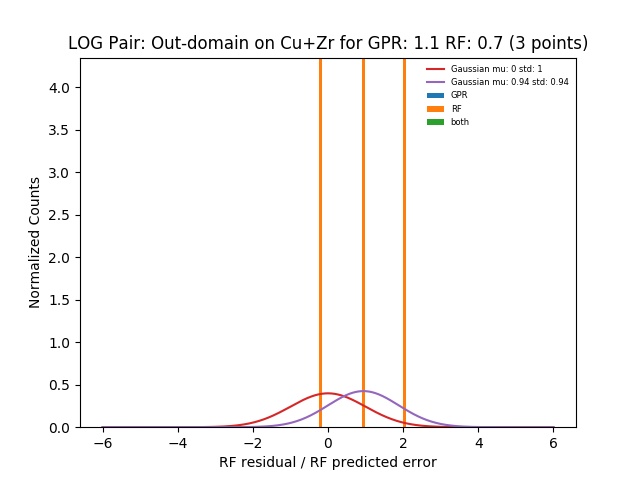 LOG Pair: Out-domain on Cu+Zr for GPR: 1.1 RF: 0.7 (3 points)
Gaussian mu: 0 std: 1
Gaussian mu: 0.94 std: 0.94
GPR
RF
both
Normalized Counts
4.0
3.5
3.0
2.5
2.0
1.5
1.0
0.5
0.0
−6 −4 −2 0 2 4 6
RF residual / RF predicted error